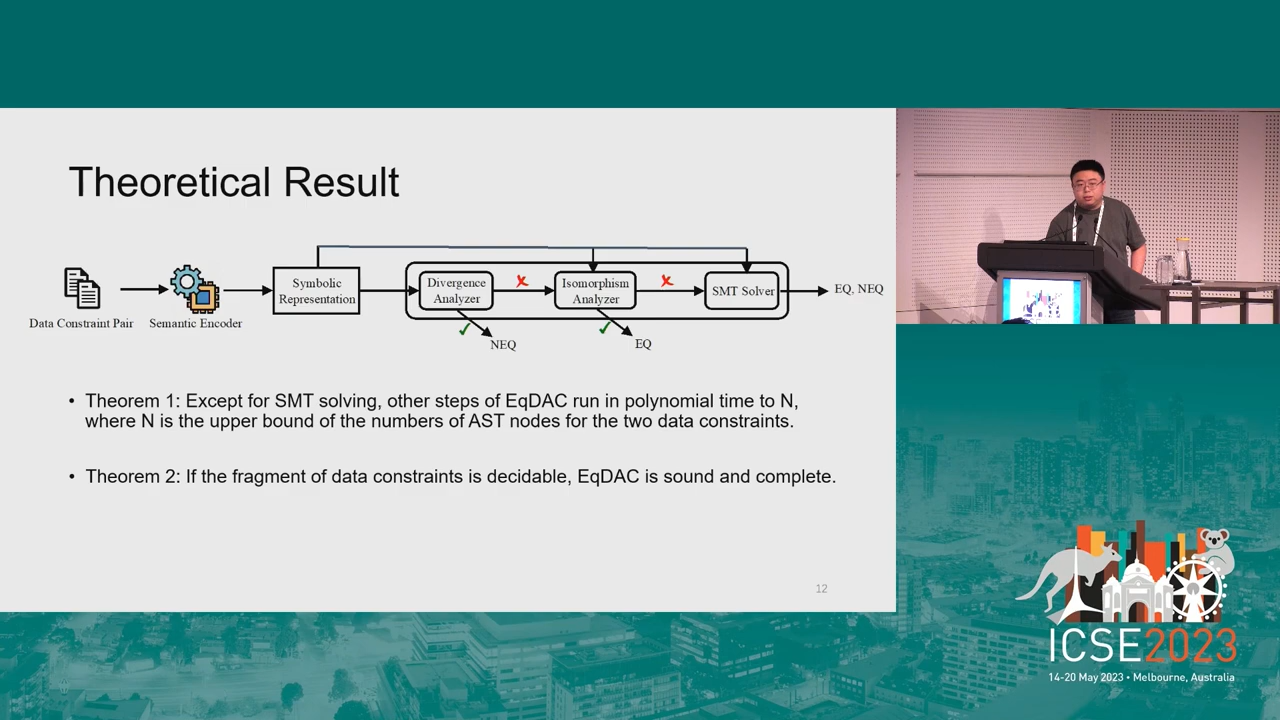 Theoretical Result
Data Constraint Pair
Semantic Encoder
Symbolic
Representation
Divergence
Analyzer
Isomorphism
Analyzer
SMT Solver
EQ, NEQ
NEQ
EQ
• Theorem 1: Except for SMT solving, other steps of EqDAC run in polynomial time to N,
where N is the upper bound of the numbers of AST nodes for the two data constraints.
• Theorem 2: If the fragment of data constraints is decidable, EqDAC is sound and complete.
12
ICSE2023
14-20 May 2023 • Melbourne, Australia